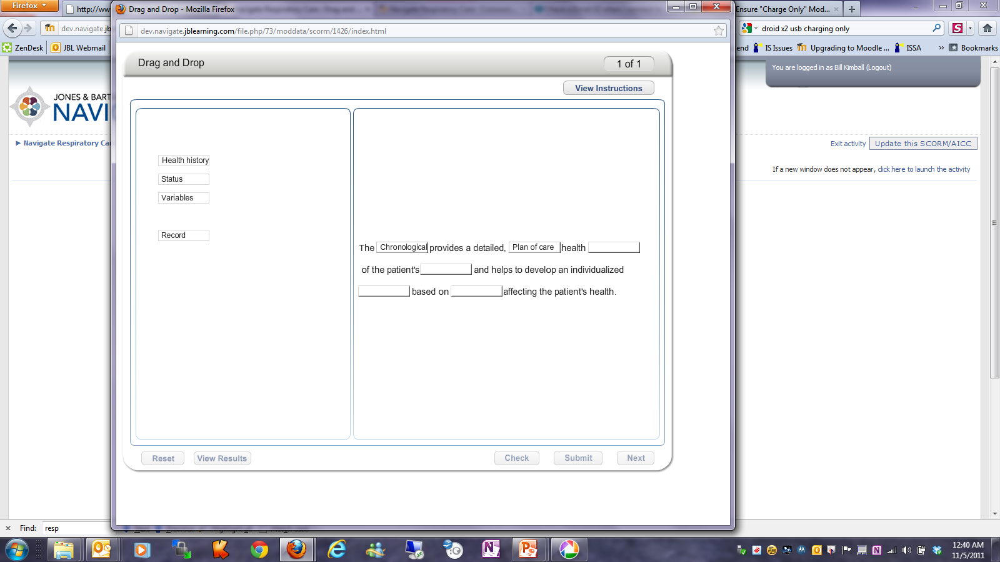 Firefox
http://www
Drag and Drop - Mozilla Firefox
Ensure "Charge Only" Mod...
dev.navigate.jb
dev.navigate.jblearning.com/file.php/73/moddata/scorm/1426/index.html
droid x2 usb charging only
ZenDesk
JBL Webmail
end
IS Issues
Upgrading to Moodle ...
ISSA
Bookmarks
You are logged in as Bill Kimball (Logout)
JONES & BART
NAVI
Navigate Respiratory Ca
Exit activity
Update this SCORM/AICC
If a new window does not appear, click here to launch the activity
Drag and Drop
1 of 1
View Instructions
Health history
Status
Variables
Record
The Chronological provides a detailed, Plan of care health
of the patient's and helps to develop an individualized
based on affecting the patient's health.
Reset
View Results
Check
Submit
Next
Find: resp
12:40 AM
11/5/2011